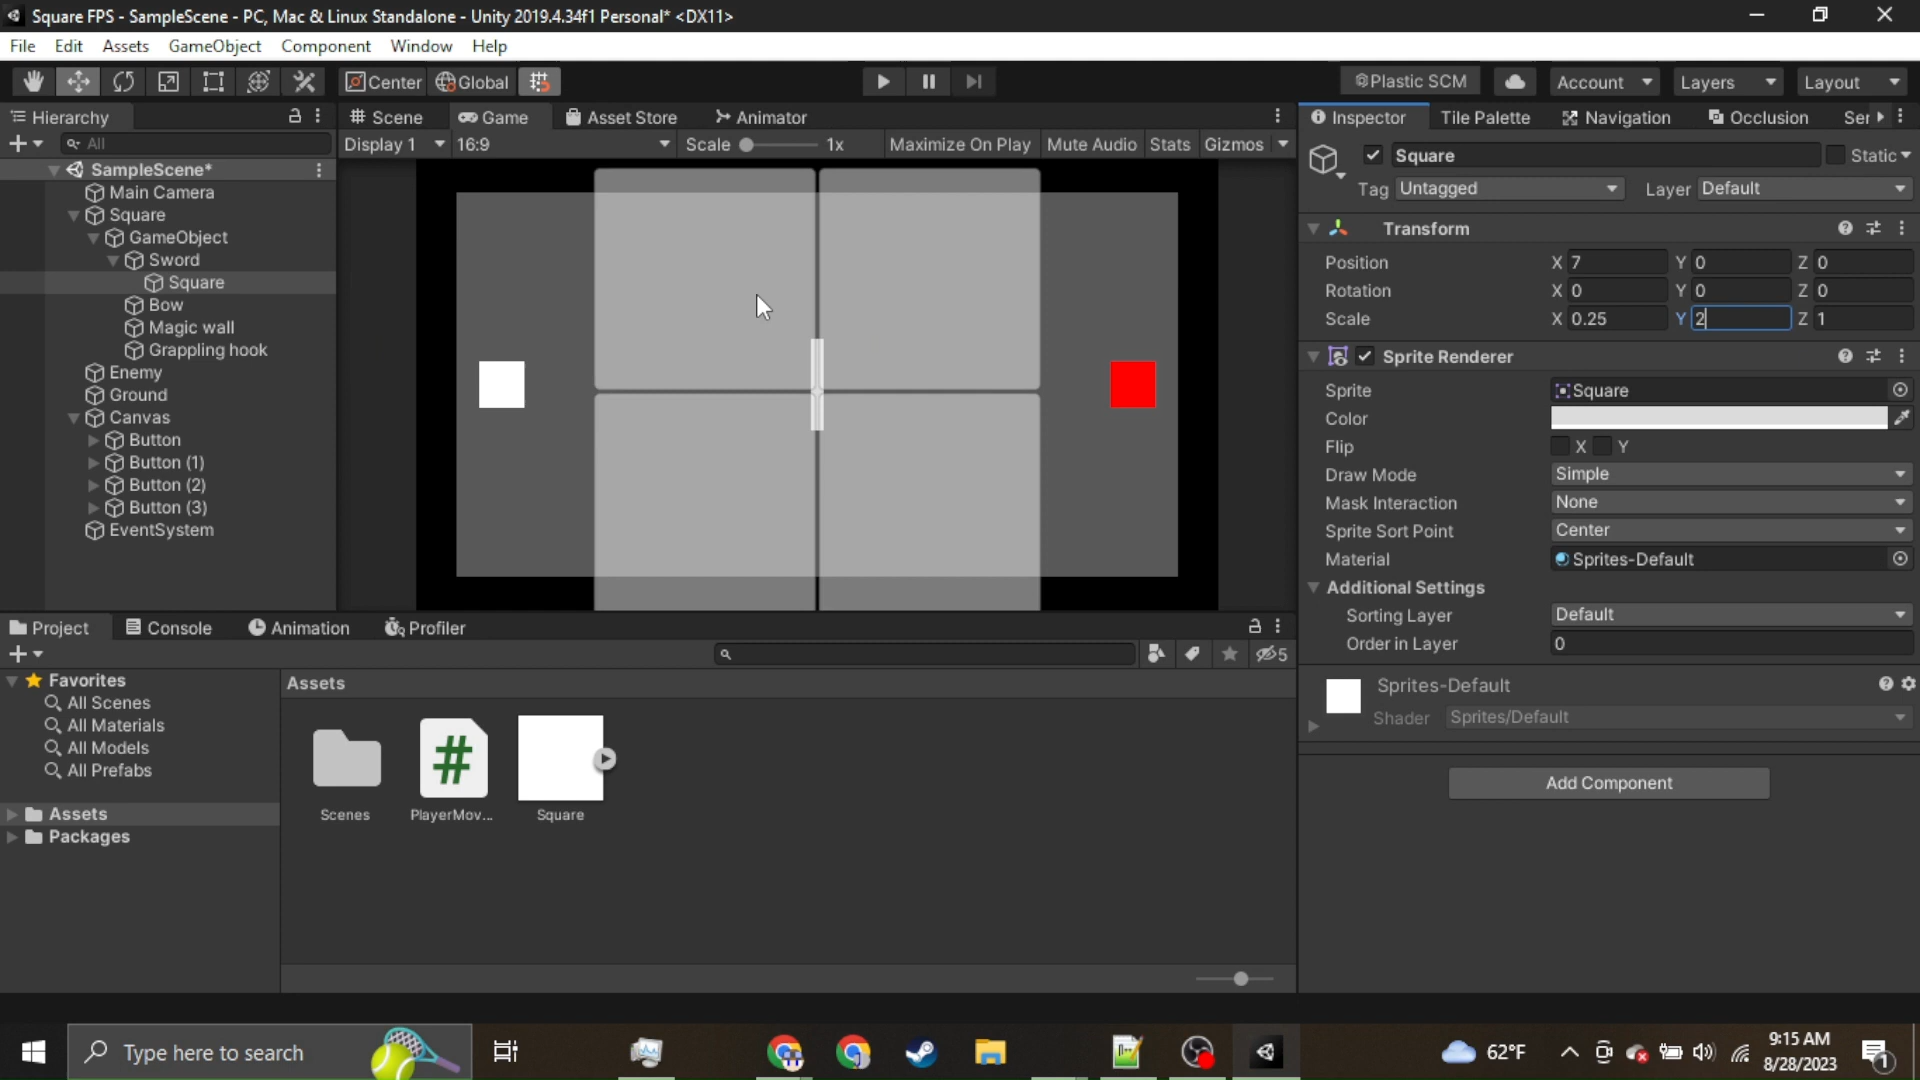 Square FPS - SampleScene - PC, Mac & Linux Standalone - Unity 2019.4.34f1 Personal* <DX11>
File Edit Assets GameObject Component Window Help
Center Global Plastic SCM Account Layers Layout
Hierarchy Scene Game Asset Store Animator Inspector Tile Palette Navigation Occlusion Ser
All Display 1 16:9 Scale 1x Maximize On Play Mute Audio Stats Gizmos
SampleScene*
Main Camera
Square
GameObject
Sword
Square
Bow
Magic wall
Grappling hook
Enemy
Ground
Canvas
Button
Button (1)
Button (2)
Button (3)
EventSystem
Square Static
Tag Untagged Layer Default
Transform
Position X 7 Y 0 Z 0
Rotation X 0 Y 0 Z 0
Scale X 0.25 Y 2 Z 1
Sprite Renderer
Sprite Square
Color
Flip X Y
Draw Mode Simple
Mask Interaction None
Sprite Sort Point Center
Material Sprites-Default
Additional Settings
Sorting Layer Default
Order in Layer 0
Sprites-Default
Shader Sprites/Default
Add Component
Project Console Animation Profiler
5
Favorites
All Scenes
All Materials
All Models
All Prefabs
Assets
Packages
Assets
#
Scenes PlayerMov... Square
Type here to search
62°F
9:15 AM
8/28/2023
1